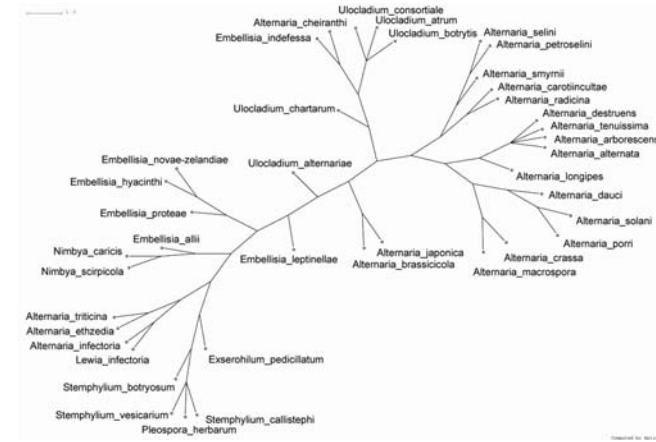 Ulocladium_consortiale
Alternaria_cheiranthi
Ulocladium_atrum
Embellisia_indefessa
Ulocladium_botrytis
Alternaria_selini
Alternaria_petroselini
Alternaria_smyrnii
Alternaria_carotiincultae
Alternaria_radicina
Ulocladium_chartarum
Alternaria_destruens
Alternaria_tenuissima
Alternaria_arborescens
Alternaria_alternata
Embellisia_novae-zelandiae
Ulocladium_alternariae
Alternaria_longipes
Embellisia_hyacinthi
Alternaria_dauci
Embellisia_proteae
Alternaria_solani
Alternaria_porri
Embellisia_allii
Nimbya_caricis
Alternaria_japonica
Alternaria_crassa
Embellisia_leptinellae
Alternaria_brassicicola
Nimbya_scirpicola
Alternaria_macrospora
Alternaria_triticina
Alternaria_ethzedia
Alternaria_infectoria
Lewia_infectoria
Exserohilum_pedicillatum
Stemphylium_botryosum
Stemphylium_vesicarium
Stemphylium_callistephi
Pleospora_herbarum